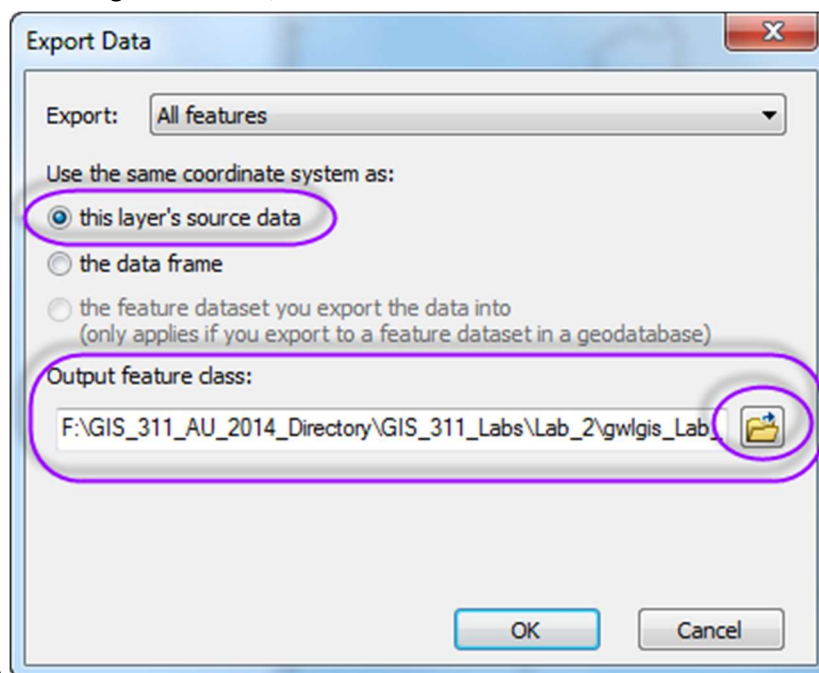 Export Data
Export: All features
Use the same coordinate system as:
this layer's source data
the data frame
the feature dataset you export the data into
(only applies if you export to a feature dataset in a geodatabase)
Output feature class:
F:\GIS_311_AU_2014_Directory\GIS_311_Labs\Lab_2\gwlgis_Lab_
OK Cancel